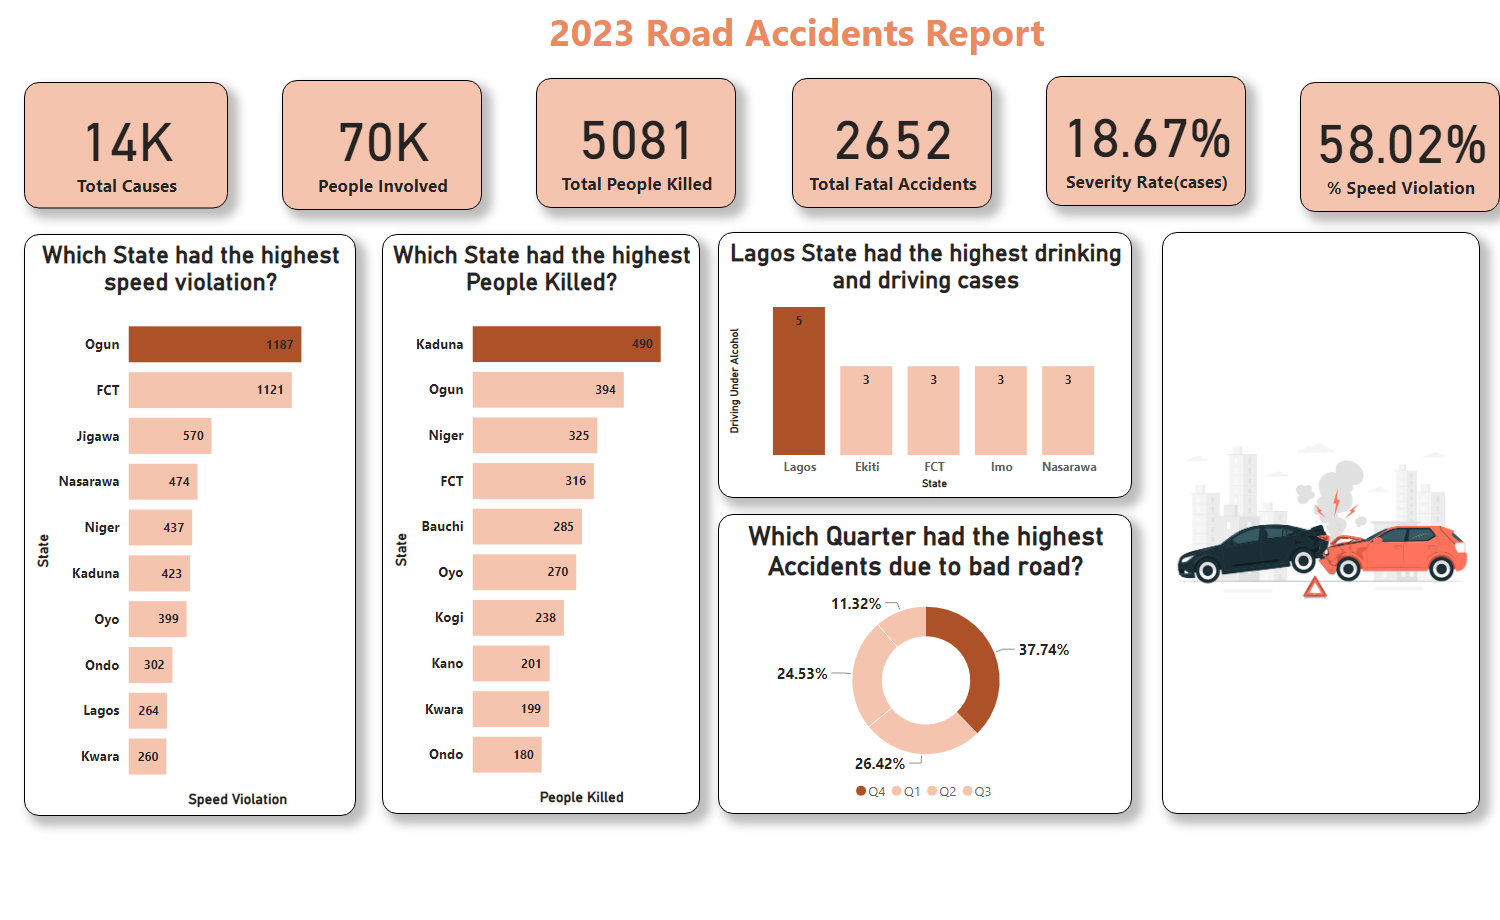 2023 Road Accidents Report
14K
Total Causes
70K
People Involved
5081
Total People Killed
2652
Total Fatal Accidents
18.67%
Severity Rate(cases)
58.02%
% Speed Violation
Which State had the highest
speed violation?
State
Ogun 1187
FCT 1121
Jigawa 570
Nasarawa 474
Niger 437
Kaduna 423
Oyo 399
Ondo 302
Lagos 264
Kwara 260
Speed Violation
Which State had the highest
People Killed?
State
Kaduna 490
Ogun 394
Niger 325
FCT 316
Bauchi 285
Oyo 270
Kogi 238
Kano 201
Kwara 199
Ondo 180
People Killed
Lagos State had the highest drinking
and driving cases
Driving Under Alcohol
5 3 3 3 3
Lagos Ekiti FCT Imo Nasarawa
State
Which Quarter had the highest
Accidents due to bad road?
11.32%
37.74%
24.53%
26.42%
Q4 Q1 Q2 Q3